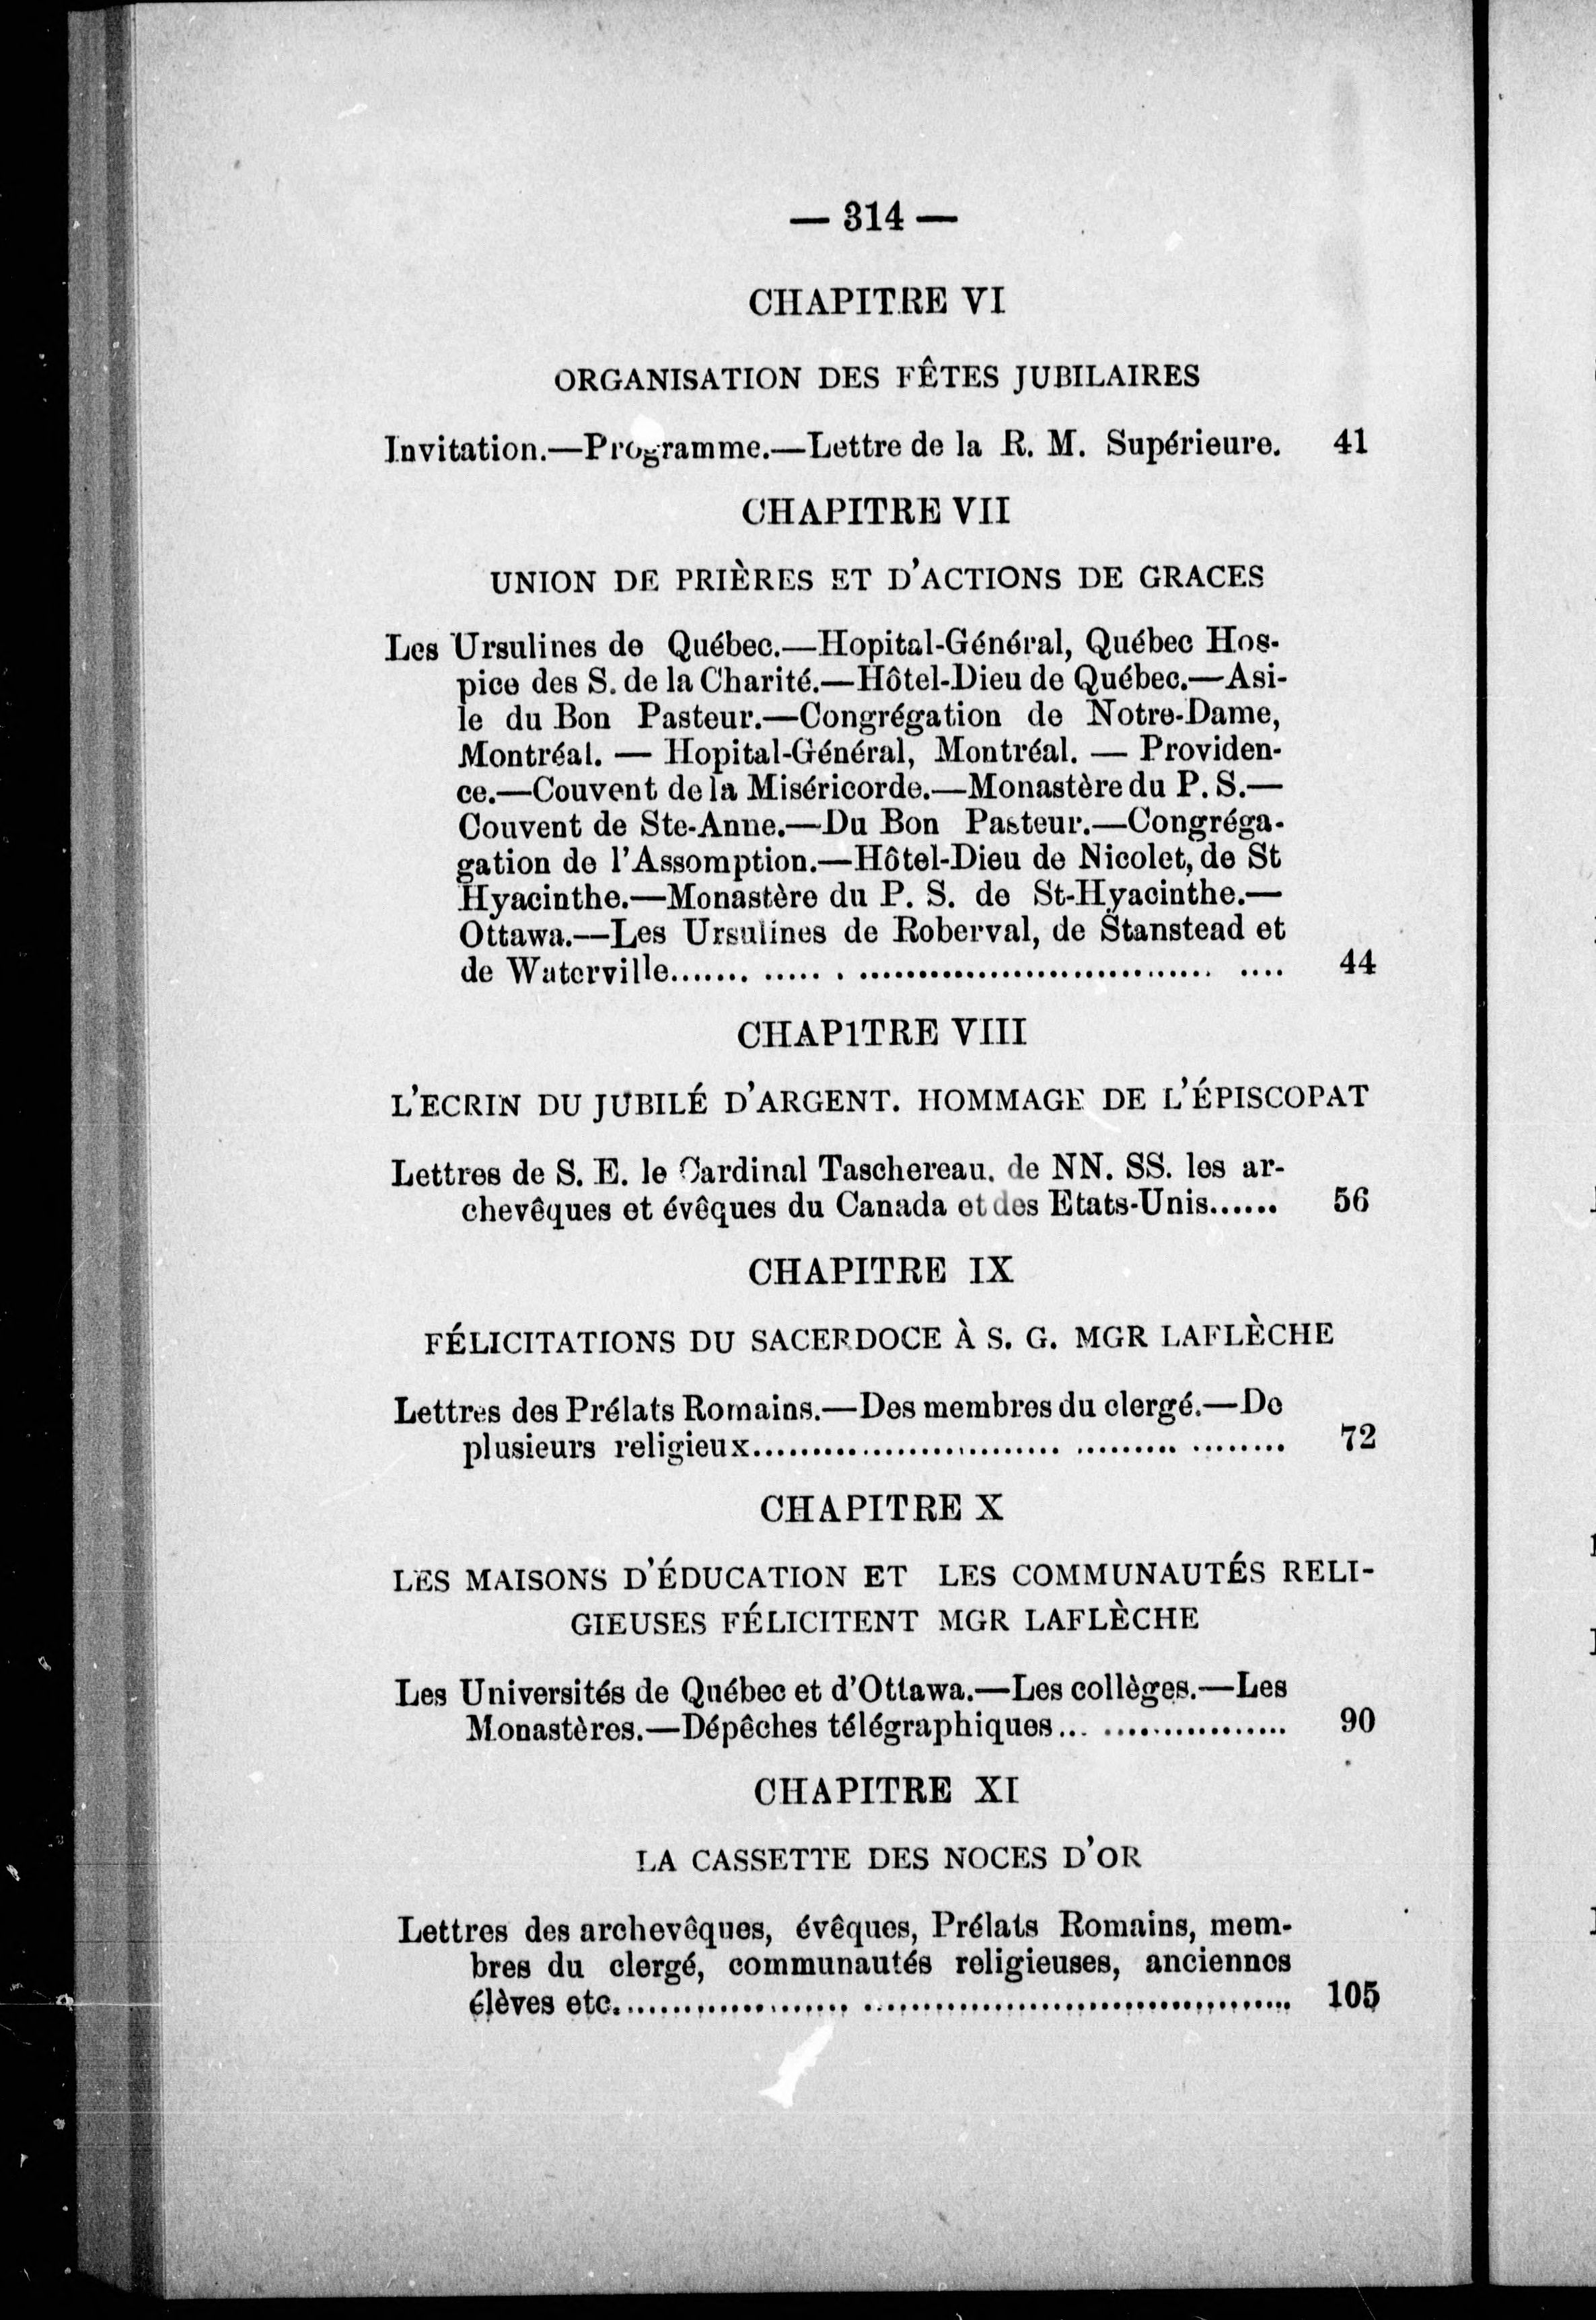 — 314 —
CHAPITRE VI
ORGANISATION DES FÊTES JUBILAIRES
Invitation.—Programme.—Lettre de la R. M. Supérieure. 41
CHAPITRE VII
UNION DE PRIÈRES ET D'ACTIONS DE GRACES
Les Ursulines de Québec.—Hopital-Général, Québec Hos-
pice des S. de la Charité.—Hôtel-Dieu de Québec.—Asi-
le du Bon Pasteur.—Congrégation de Notre-Dame,
Montréal. — Hopital-Général, Montréal. — Providen-
ce.—Couvent de la Miséricorde.—Monastère du P. S.—
Couvent de Ste-Anne.—Du Bon Pasteur.—Congréga-
gation de l'Assomption.—Hôtel-Dieu de Nicolet, de St
Hyacinthe.—Monastère du P. S. de St-Hyacinthe.—
Ottawa.—Les Ursulines de Roberval, de Stanstead et
de Waterville....... ..... . .............................. .... 44
CHAPITRE VIII
L'ECRIN DU JUBILÉ D'ARGENT. HOMMAGE DE L'ÉPISCOPAT
Lettres de S. E. le Cardinal Taschereau, de NN. SS. les ar-
chevêques et évêques du Canada et des Etats-Unis...... 56
CHAPITRE IX
FÉLICITATIONS DU SACERDOCE À S. G. MGR LAFLÈCHE
Lettres des Prélats Romains.—Des membres du clergé.—De
plusieurs religieux.......................... ......... ........ 72
CHAPITRE X
LES MAISONS D'ÉDUCATION ET LES COMMUNAUTÉS RELI-
GIEUSES FÉLICITENT MGR LAFLÈCHE
Les Universités de Québec et d'Ottawa.—Les collèges.—Les
Monastères.—Dépêches télégraphiques... ................ 90
CHAPITRE XI
LA CASSETTE DES NOCES D'OR
Lettres des archevêques, évêques, Prélats Romains, mem-
bres du clergé, communautés religieuses, anciennes
élèves etc.................... .................................... 105